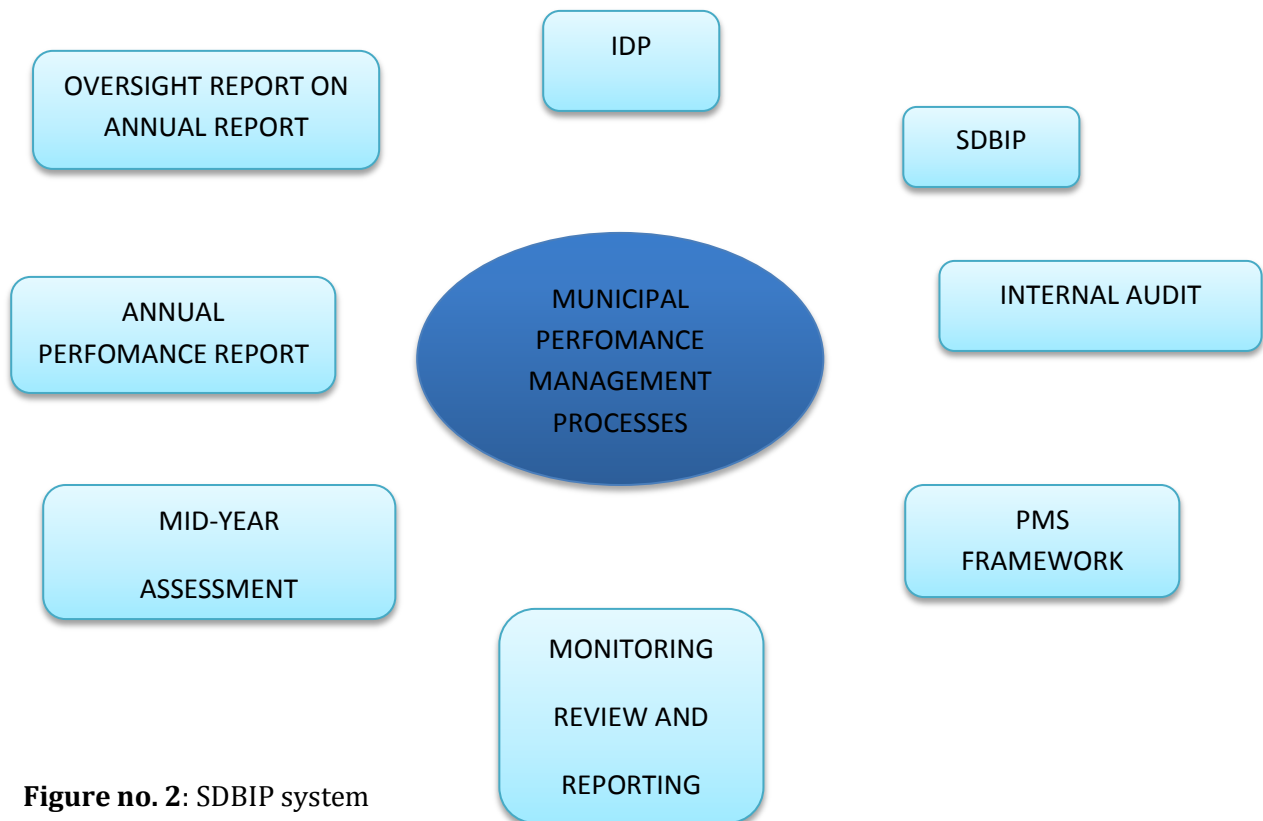 IDP
OVERSIGHT REPORT ON
ANNUAL REPORT
SDBIP
MUNICIPAL
PERFOMANCE
MANAGEMENT
PROCESSES
INTERNAL AUDIT
ANNUAL
PERFOMANCE REPORT
MID-YEAR
ASSESSMENT
PMS
FRAMEWORK
MONITORING
REVIEW AND
REPORTING
Figure no. 2: SDBIP system